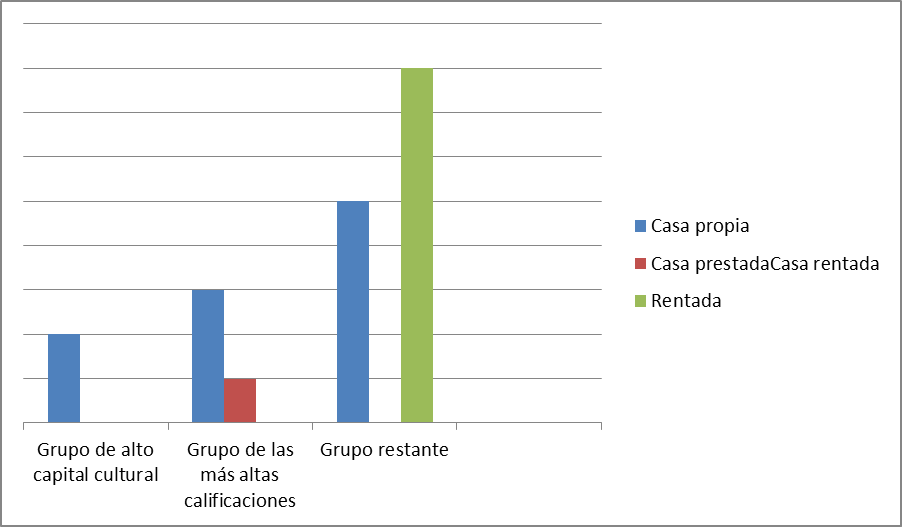 Casa propia
Casa prestadaCasa rentada
Rentada
Grupo de alto
capital cultural
Grupo de las
más altas
calificaciones
Grupo restante